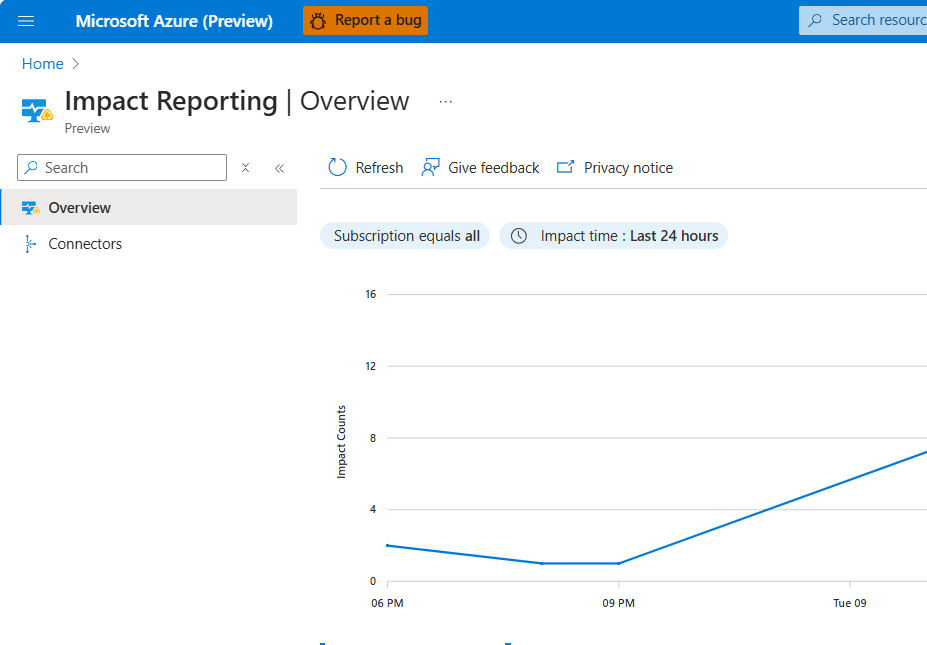 Microsoft Azure (Preview) Report a bug Search resourc
Home
Impact Reporting | Overview ...
Preview
Search
Refresh Give feedback Privacy notice
Overview
Connectors
Subscription equals all Impact time : Last 24 hours
16
12
8
4
0
Impact Counts
06 PM 09 PM Tue 09